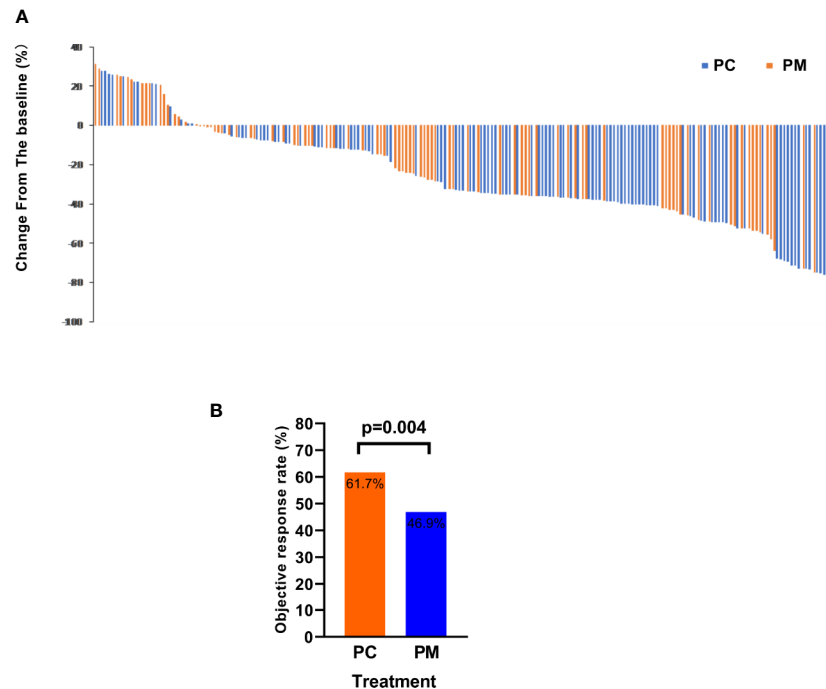 A
Change From The baseline (%)
40
20
0
-20
-40
-60
-80
-100
PC
PM
B
Objective response rate (%)
80
70
60
50
40
30
20
10
0
p=0.004
61.7%
46.9%
PC
PM
Treatment